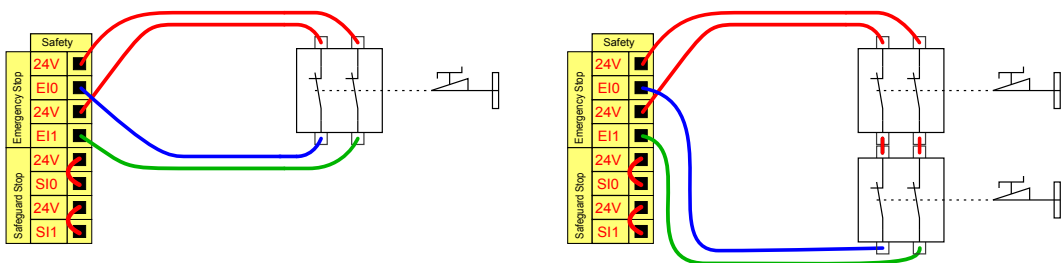 Safety
Emergency Stop
24V
EI0
24V
EI1
Safeguard Stop
24V
SI0
24V
SI1
Safety
Emergency Stop
24V
EI0
24V
EI1
Safeguard Stop
24V
SI0
24V
SI1